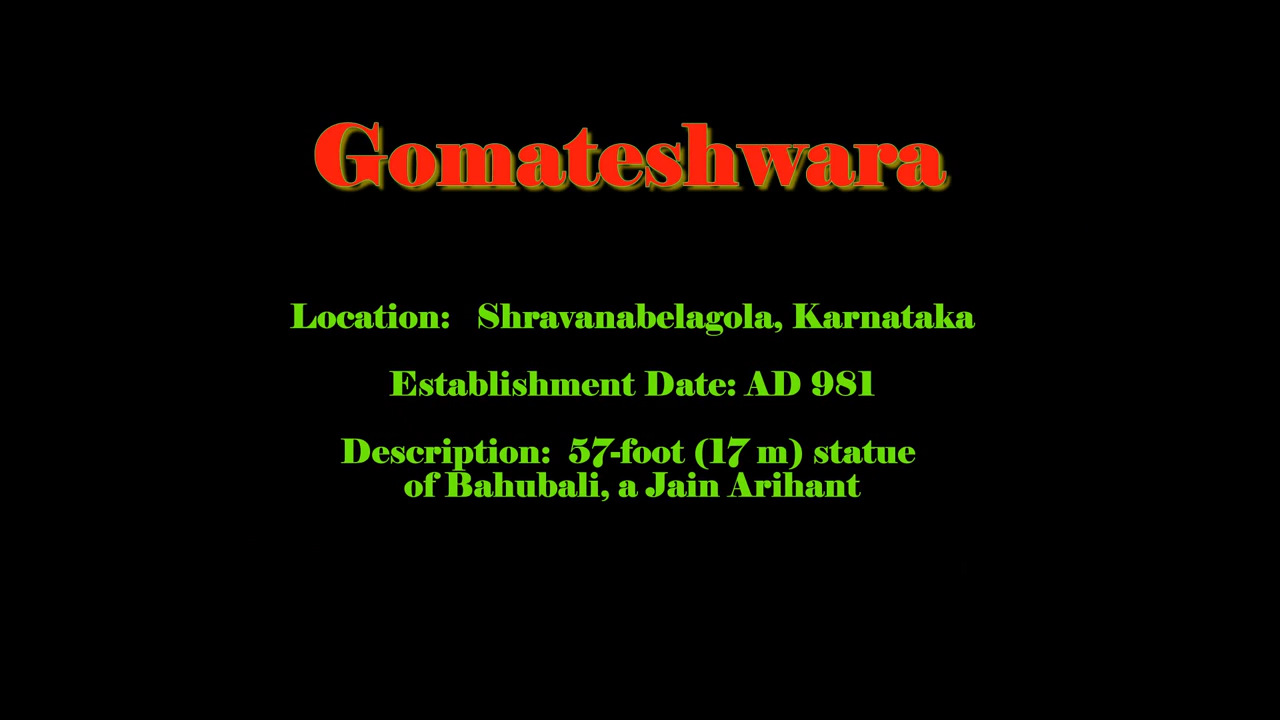 Gomateshwara
Location: Shravanabelagola, Karnataka
Establishment Date: AD 981
Description: 57-foot (17 m) statue
of Bahubali, a Jain Arihant